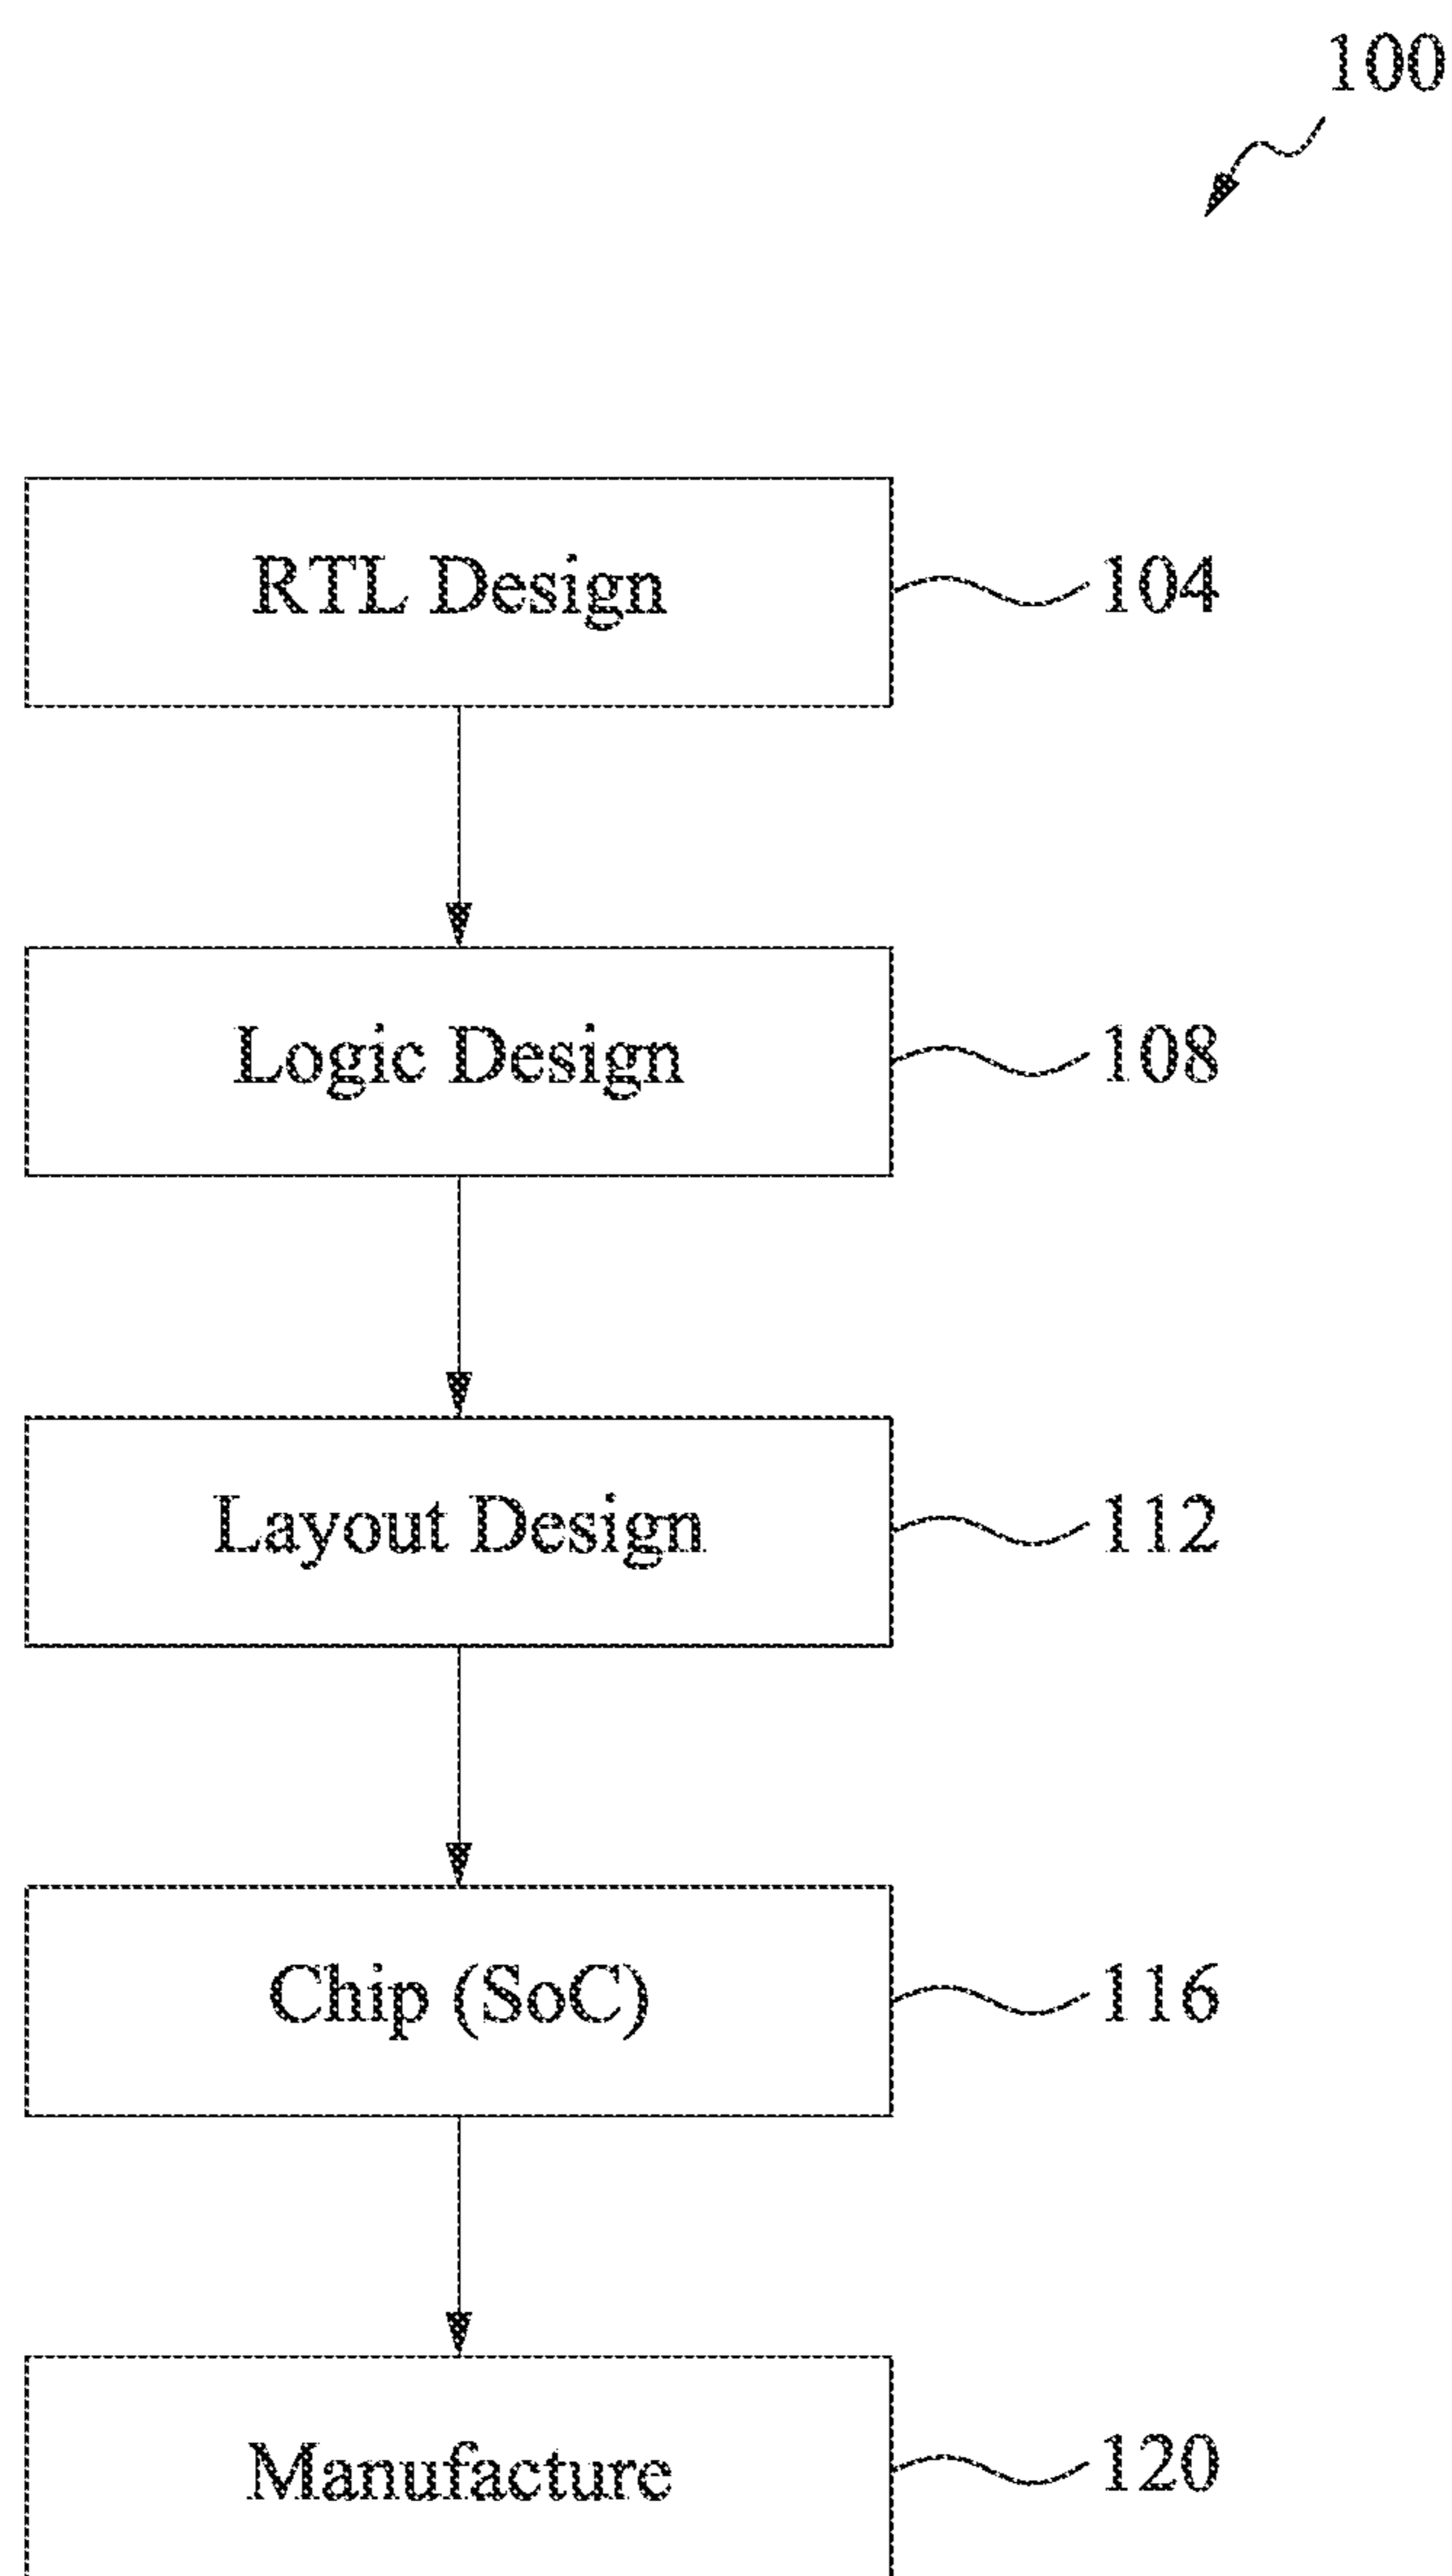 100
RTL Design 104
Logic Design 108
Layout Design 112
Chip (SoC) 116
Manufacture 120